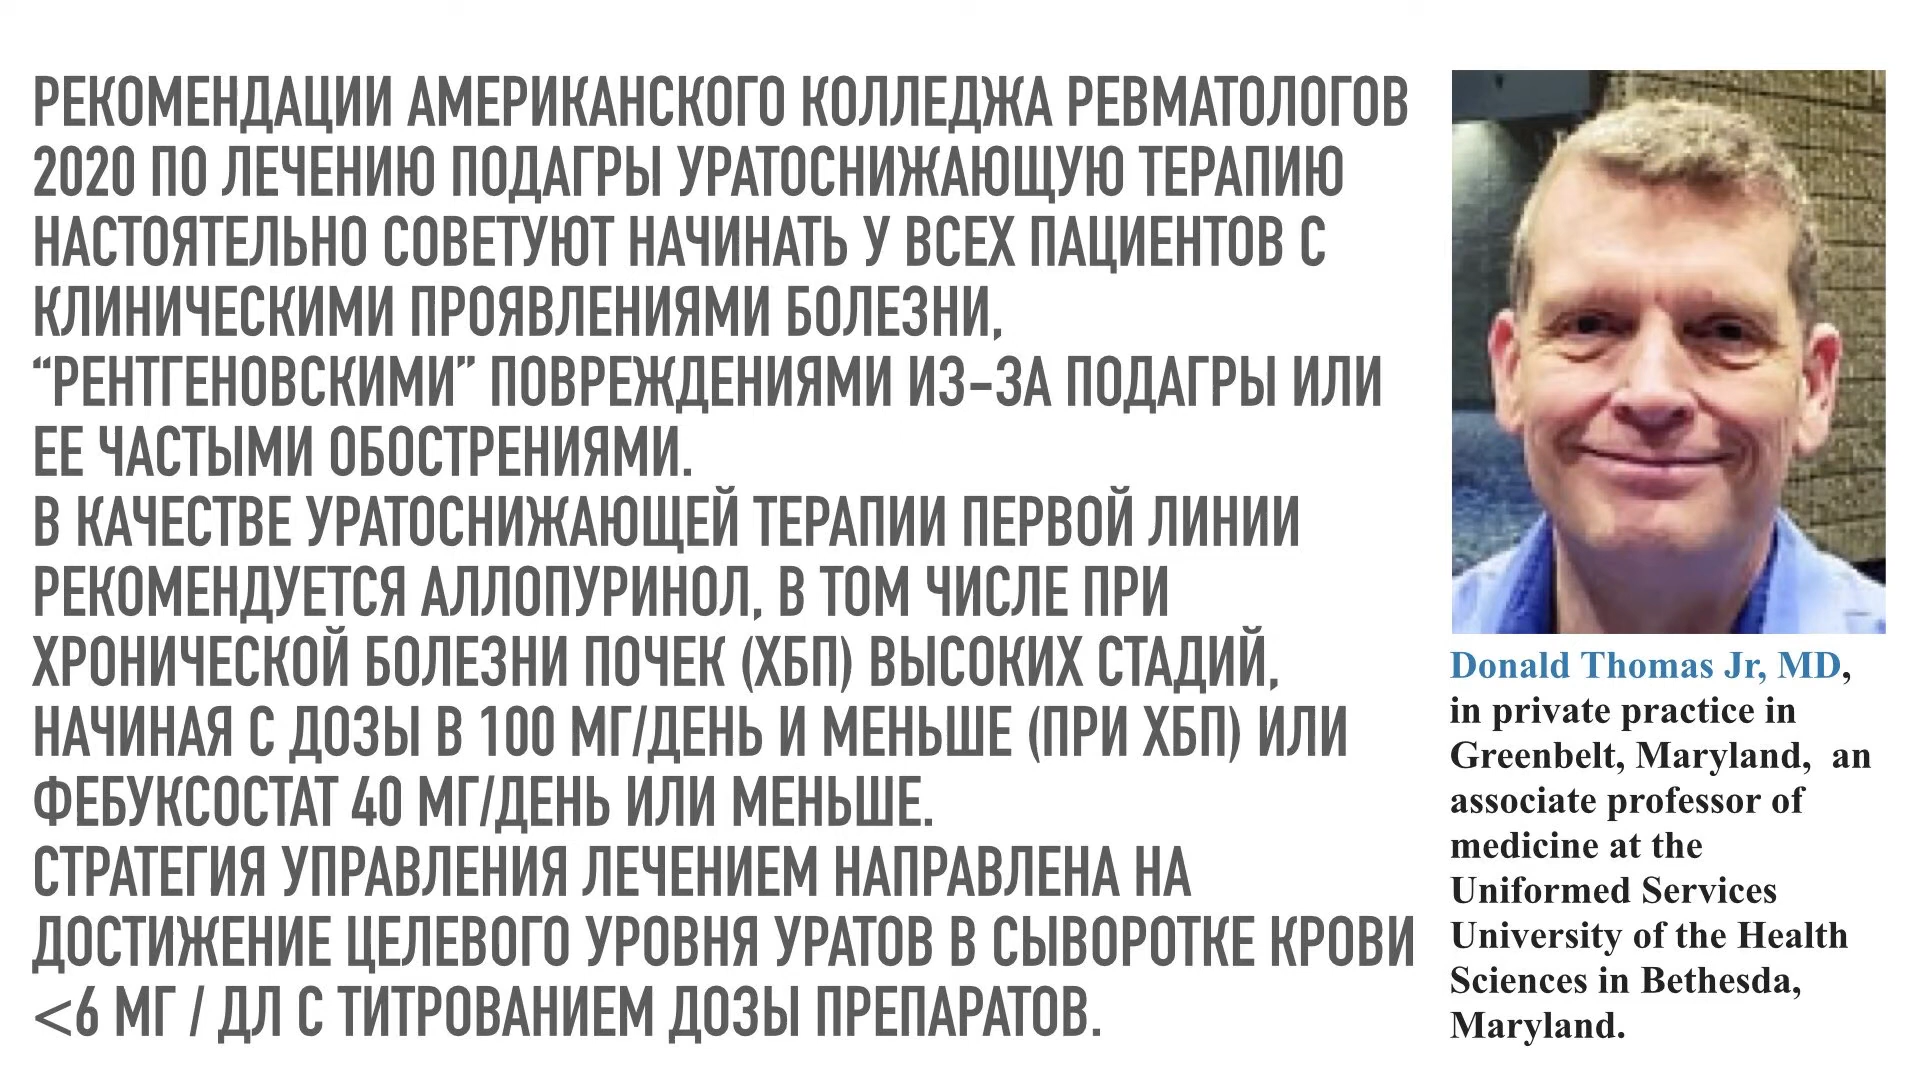 РЕКОМЕНДАЦИИ АМЕРИКАНСКОГО КОЛЛЕДЖА РЕВМАТОЛОГОВ
2020 ПО ЛЕЧЕНИЮ ПОДАГРЫ УРАТОСНИЖАЮЩУЮ ТЕРАПИЮ
НАСТОЯТЕЛЬНО СОВЕТУЮТ НАЧИНАТЬ У ВСЕХ ПАЦИЕНТОВ С
КЛИНИЧЕСКИМИ ПРОЯВЛЕНИЯМИ БОЛЕЗНИ,
“РЕНТГЕНОВСКИМИ” ПОВРЕЖДЕНИЯМИ ИЗ-ЗА ПОДАГРЫ ИЛИ
ЕЕ ЧАСТЫМИ ОБОСТРЕНИЯМИ.
В КАЧЕСТВЕ УРАТОСНИЖАЮЩЕЙ ТЕРАПИИ ПЕРВОЙ ЛИНИИ
РЕКОМЕНДУЕТСЯ АЛЛОПУРИНОЛ, В ТОМ ЧИСЛЕ ПРИ
ХРОНИЧЕСКОЙ БОЛЕЗНИ ПОЧЕК (ХБП) ВЫСОКИХ СТАДИЙ,
НАЧИНАЯ С ДОЗЫ В 100 МГ/ДЕНЬ И МЕНЬШЕ (ПРИ ХБП) ИЛИ
ФЕБУКСОСТАТ 40 МГ/ДЕНЬ ИЛИ МЕНЬШЕ.
СТРАТЕГИЯ УПРАВЛЕНИЯ ЛЕЧЕНИЕМ НАПРАВЛЕНА НА
ДОСТИЖЕНИЕ ЦЕЛЕВОГО УРОВНЯ УРАТОВ В СЫВОРОТКЕ КРОВИ
<6 МГ / ДЛ С ТИТРОВАНИЕМ ДОЗЫ ПРЕПАРАТОВ.
Donald Thomas Jr, MD,
in private practice in
Greenbelt, Maryland, an
associate professor of
medicine at the
Uniformed Services
University of the Health
Sciences in Bethesda,
Maryland.